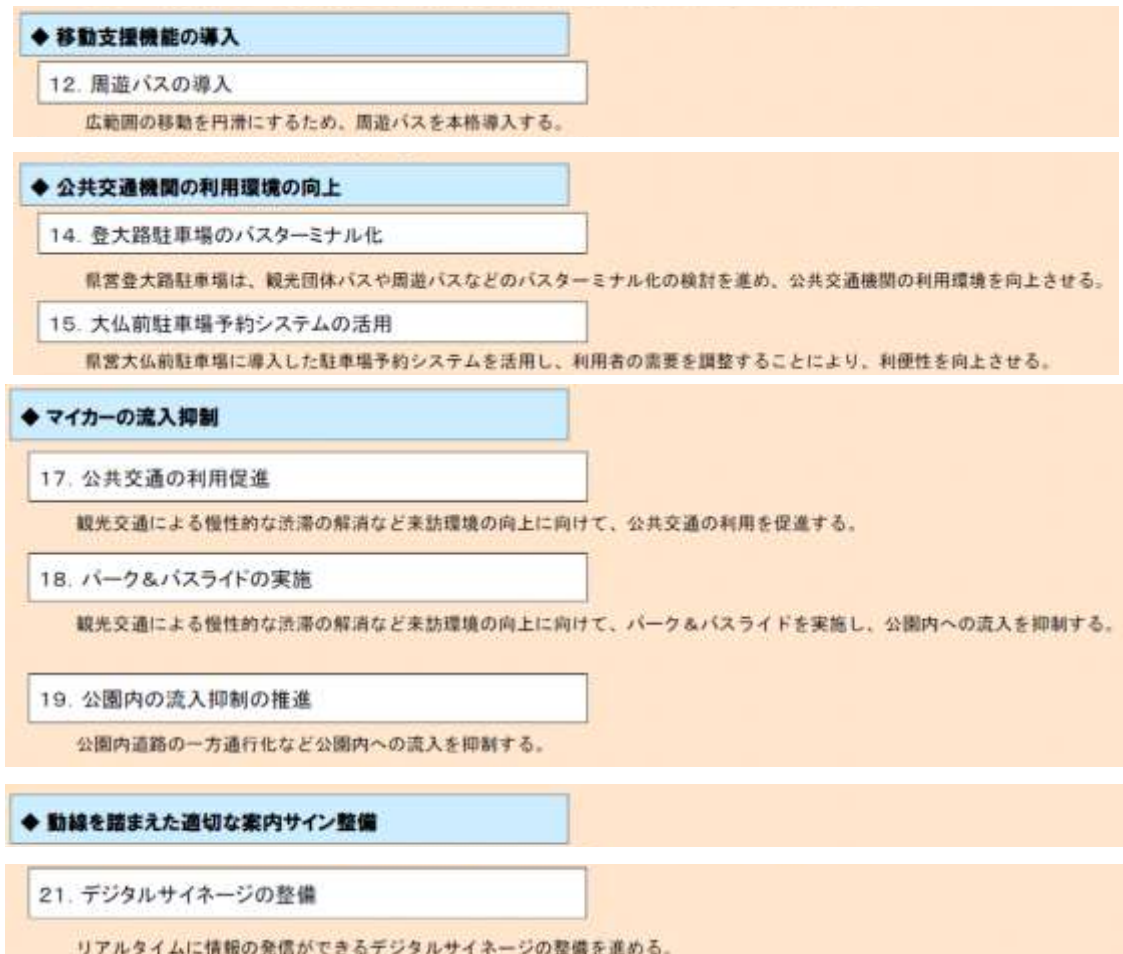 ◆ 移動支援機能の導入
12. 周遊バスの導入
広範囲の移動を円滑にするため、周遊バスを本格導入する。
◆ 公共交通機関の利用環境の向上
14. 登大路駐車場のバスターミナル化
県営登大路駐車場は、観光団体バスや周遊バスなどのバスターミナル化の検討を進め、公共交通機関の利用環境を向上させる。
15. 大仏前駐車場予約システムの活用
県営大仏前駐車場に導入した駐車場予約システムを活用し、利用者の需要を調整することにより、利便性を向上させる。
◆ マイカーの流入抑制
17. 公共交通の利用促進
観光交通による慢性的な渋滞の解消など来訪環境の向上に向けて、公共交通の利用を促進する。
18. パーク&バスライドの実施
観光交通による慢性的な渋滞の解消など来訪環境の向上に向けて、パーク&バスライドを実施し、公園内への流入を抑制する。
19. 公園内の流入抑制の推進
公園内道路の一方通行化など公園内への流入を抑制する。
◆ 動線を踏まえた適切な案内サイン整備
21. デジタルサイネージの整備
リアルタイムに情報の発信ができるデジタルサイネージの整備を進める。